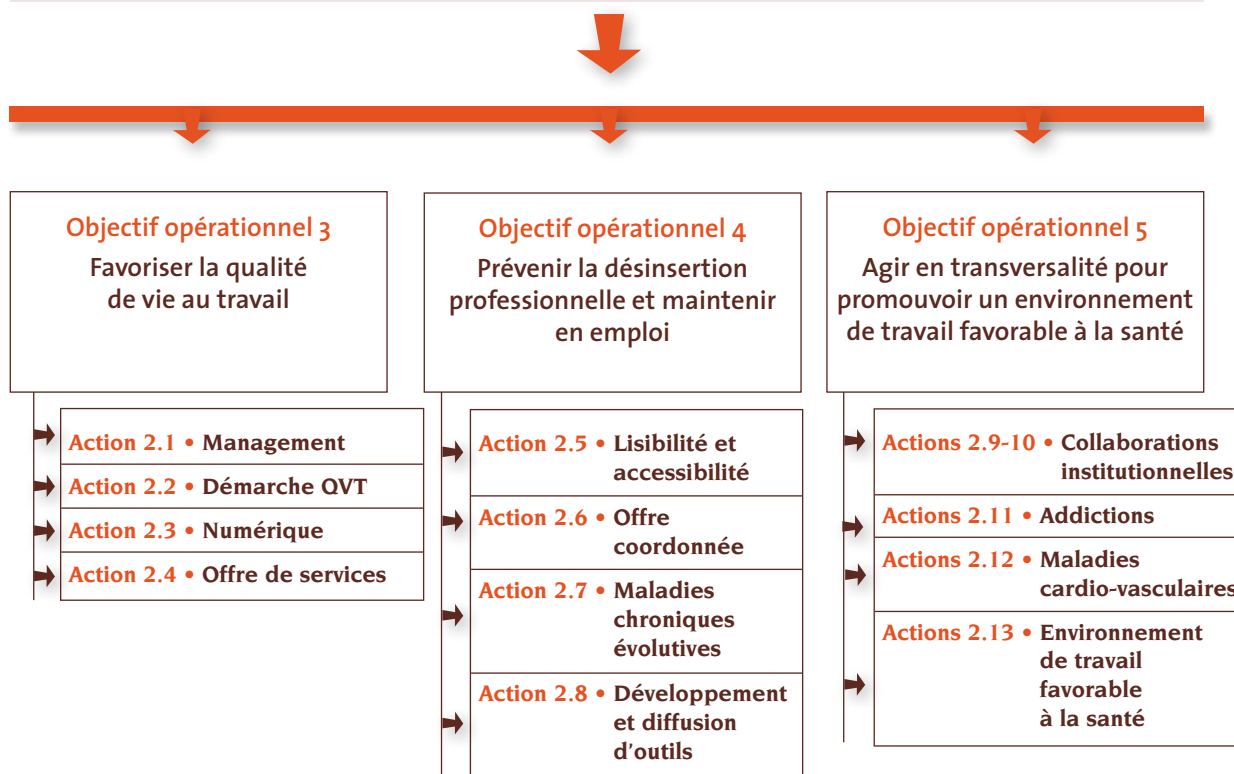 Objectif opérationnel 3
Favoriser la qualité
de vie au travail
Action 2.1 • Management
Action 2.2 • Démarche QVT
Action 2.3 • Numérique
Action 2.4 • Offre de services
Objectif opérationnel 4
Prévenir la désinsertion
professionnelle et maintenir
en emploi
Action 2.5 • Lisibilité et
accessibilité
Action 2.6 • Offre
coordonnée
Action 2.7 • Maladies
chroniques
évolutives
Action 2.8 • Développement
et diffusion
d'outils
Objectif opérationnel 5
Agir en transversalité pour
promouvoir un environnement
de travail favorable à la santé
Actions 2.9-10 • Collaborations
institutionnelles
Actions 2.11 • Addictions
Actions 2.12 • Maladies
cardio-vasculaires
Actions 2.13 • Environnement
de travail
favorable
à la santé